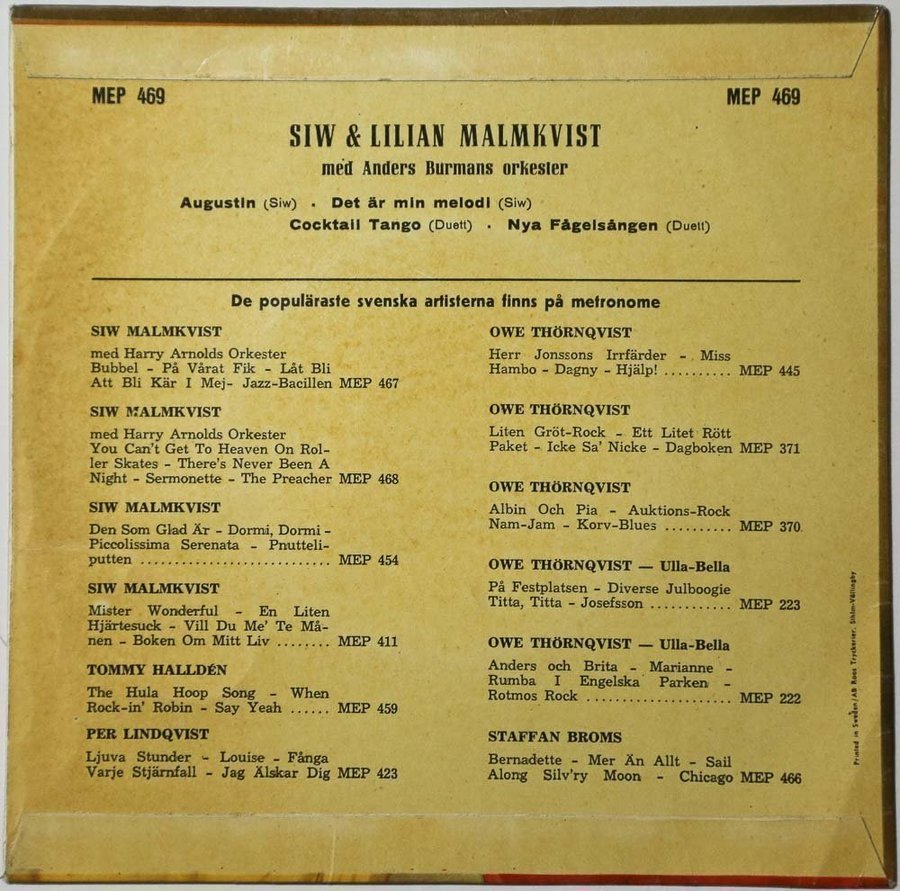 MEP 469
MEP 469
SIW & LILIAN MALMKVIST
med Anders Burmans orkester
Augustin (Siw) . Det är min melodi (Siw)
Cocktail Tango (Duett) . Nya Fågelsången (Duett)
De populäraste svenska artisterna finns på metronome
SIW MALMKVIST
med Harry Arnolds Orkester
Bubbel - På Vårat Fik - Låt Bli
Att Bli Kär I Mej- Jazz-Bacillen MEP 467
SIW MALMKVIST
med Harry Arnolds Orkester
You Can't Get To Heaven On Rol-
ler Skates - There's Never Been A
Night - Sermonette - The Preacher MEP 468
SIW MALMKVIST
Den Som Glad Är - Dormi, Dormi -
Piccolissima Serenata - Pnutteli-
putten ........................... MEP 454
SIW MALMKVIST
Mister Wonderful - En Liten
Hjärtesuck - Vill Du Me' Te Må-
nen - Boken Om Mitt Liv ........ MEP 411
TOMMY HALLDÉN
The Hula Hoop Song - When
Rock-in' Robin - Say Yeah ...... MEP 459
PER LINDQVIST
Ljuva Stunder - Louise - Fånga
Varje Stjärnfall - Jag Älskar Dig MEP 423
OWE THÖRNQVIST
Herr Jonssons Irrfärder - Miss
Hambo - Dagny - Hjälp! .......... MEP 445
OWE THÖRNQVIST
Liten Gröt-Rock - Ett Litet Rött
Paket - Icke Sa' Nicke - Dagboken MEP 371
OWE THÖRNQVIST
Albin Och Pia - Auktions-Rock
Nam-Jam - Korv-Blues .......... MEP 370
OWE THÖRNQVIST — Ulla-Bella
På Festplatsen - Diverse Julboogie
Titta, Titta - Josefsson ............ MEP 223
OWE THÖRNQVIST — Ulla-Bella
Anders och Brita - Marianne -
Rumba I Engelska Parken -
Rotmos Rock ..................... MEP 222
STAFFAN BROMS
Bernadette - Mer Än Allt - Sail
Along Silv'ry Moon - Chicago MEP 466
Printed in Sweden/AB Roos Tryckerier, Sthlm-Vällingby